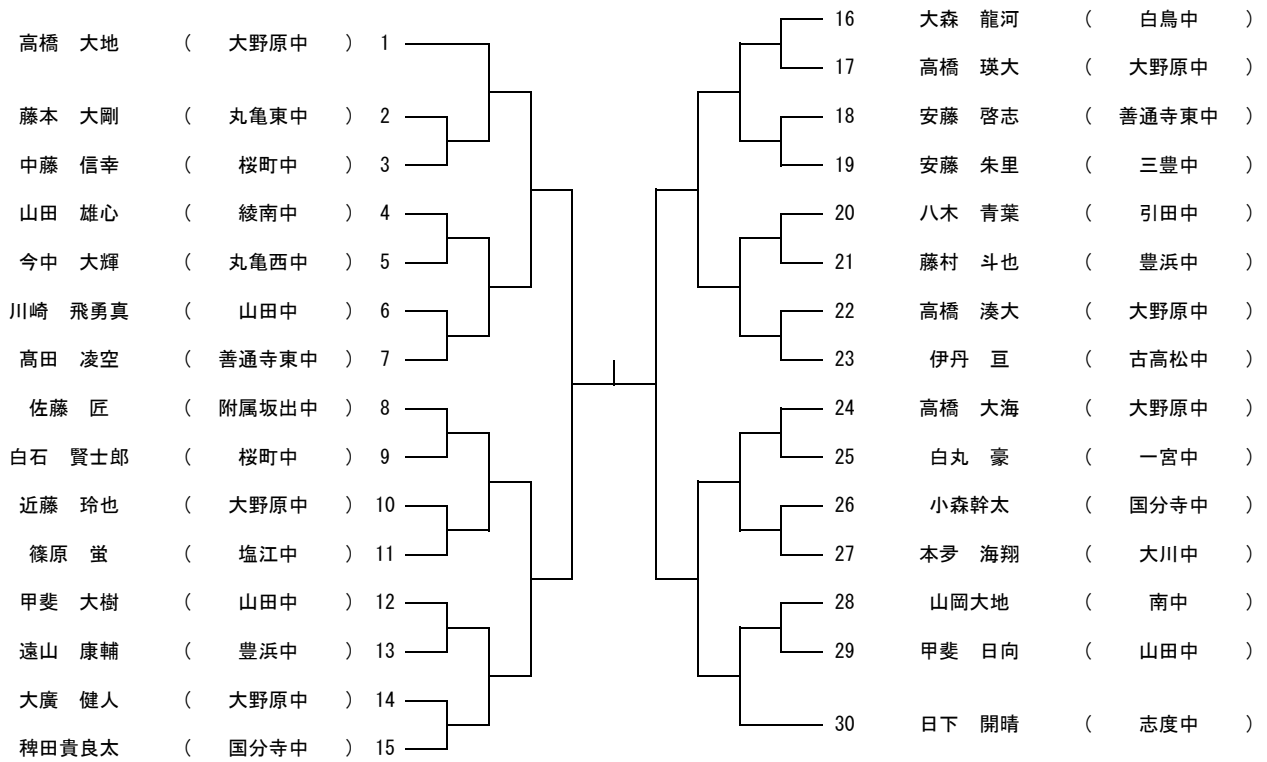 高橋　大地　（　大野原中　）　1
藤本　大剛　（　丸亀東中　）　2
中藤　信幸　（　桜町中　）　3
山田　雄心　（　綾南中　）　4
今中　大輝　（　丸亀西中　）　5
川崎　飛勇真　（　山田中　）　6
髙田　凌空　（　善通寺東中　）　7
佐藤　匠　（　附属坂出中　）　8
白石　賢士郎　（　桜町中　）　9
近藤　玲也　（　大野原中　）　10
篠原　蛍　（　塩江中　）　11
甲斐　大樹　（　山田中　）　12
遠山　康輔　（　豊浜中　）　13
大廣　健人　（　大野原中　）　14
稗田貴良太　（　国分寺中　）　15
16　大森　龍河　（　白鳥中　）
17　高橋　瑛大　（　大野原中　）
18　安藤　啓志　（　善通寺東中　）
19　安藤　朱里　（　三豊中　）
20　八木　青葉　（　引田中　）
21　藤村　斗也　（　豊浜中　）
22　高橋　湊大　（　大野原中　）
23　伊丹　亘　（　古高松中　）
24　高橋　大海　（　大野原中　）
25　白丸　豪　（　一宮中　）
26　小森幹太　（　国分寺中　）
27　本夛　海翔　（　大川中　）
28　山岡大地　（　南中　）
29　甲斐　日向　（　山田中　）
30　日下　開晴　（　志度中　）